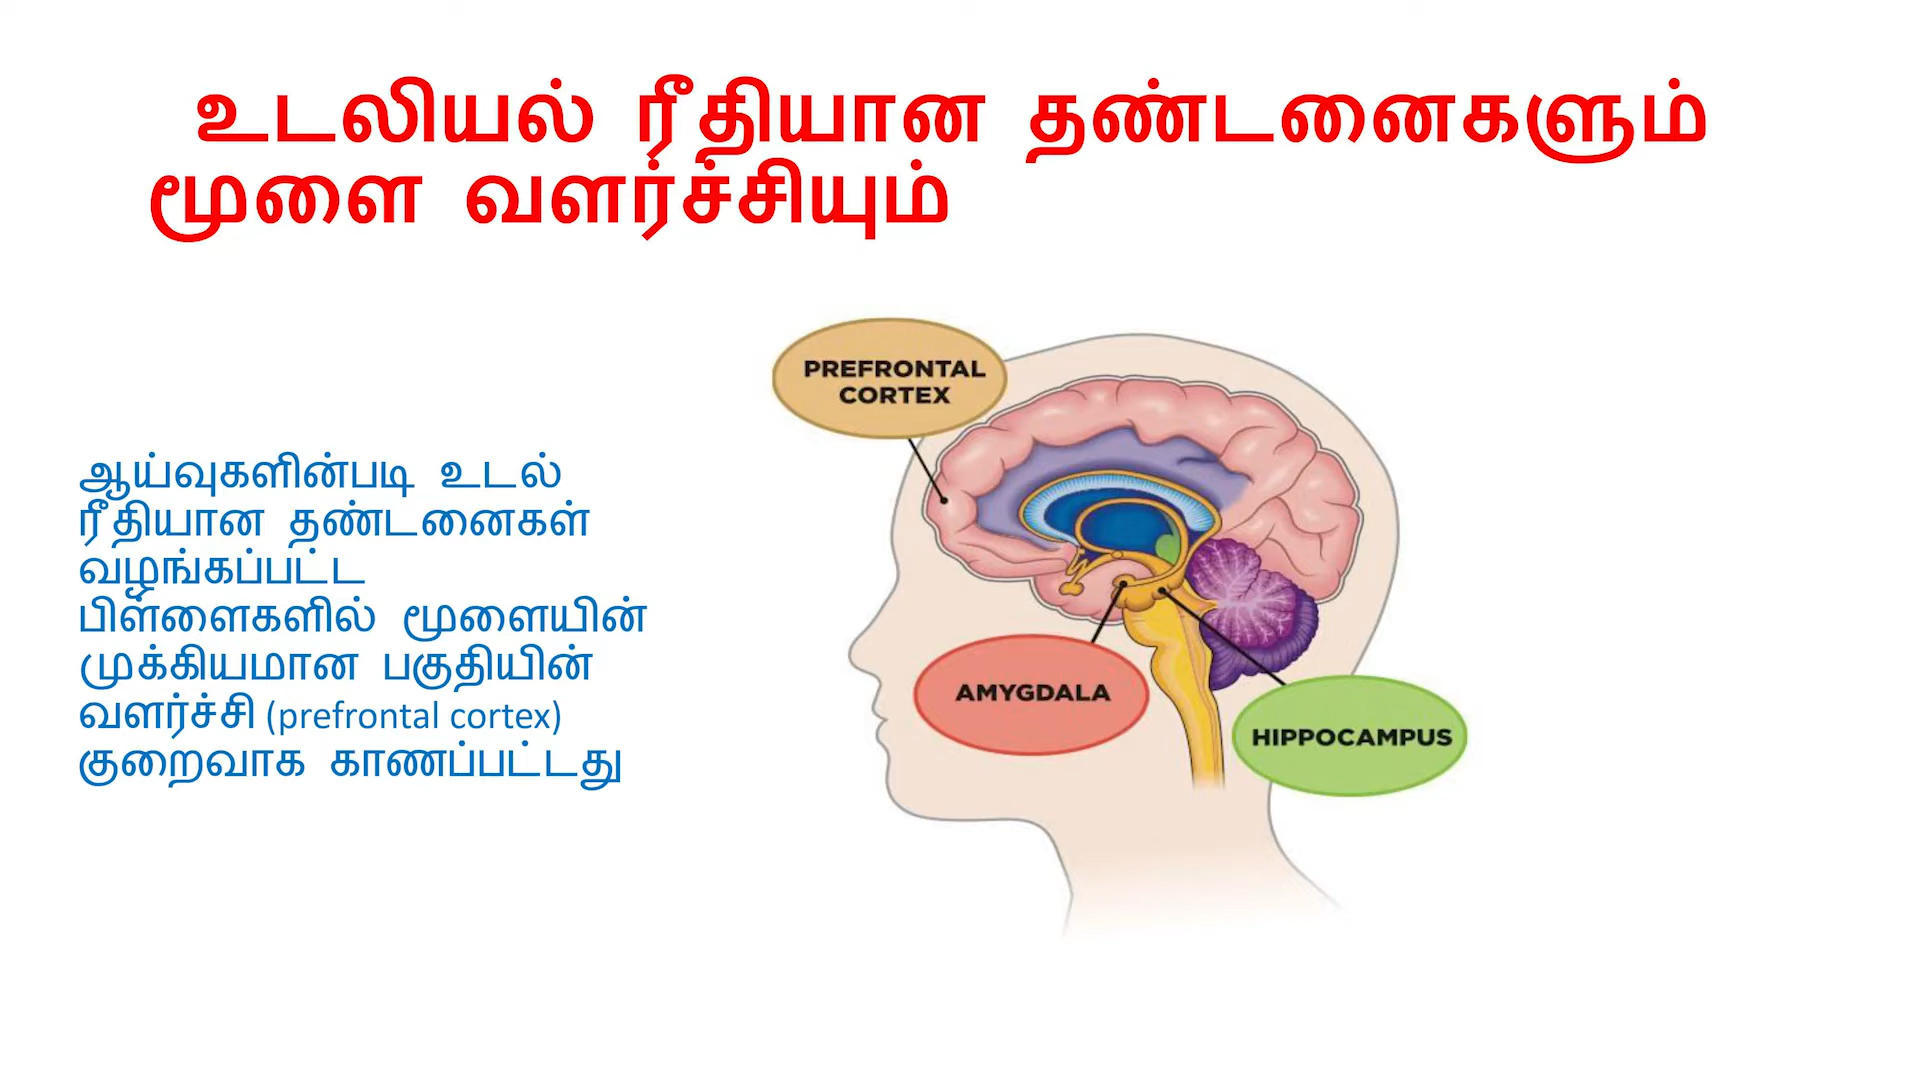 உடலியல் ரீதியான தண்டனைகளும்
மூளை வளர்ச்சியும்
ஆய்வுகளின்படி உடல்
ரீதியான தண்டனைகள்
வழங்கப்பட்ட
பிள்ளைகளில் மூளையின்
முக்கியமான பகுதியின்
வளர்ச்சி (prefrontal cortex)
குறைவாக காணப்பட்டது
PREFRONTAL
CORTEX
AMYGDALA
HIPPOCAMPUS